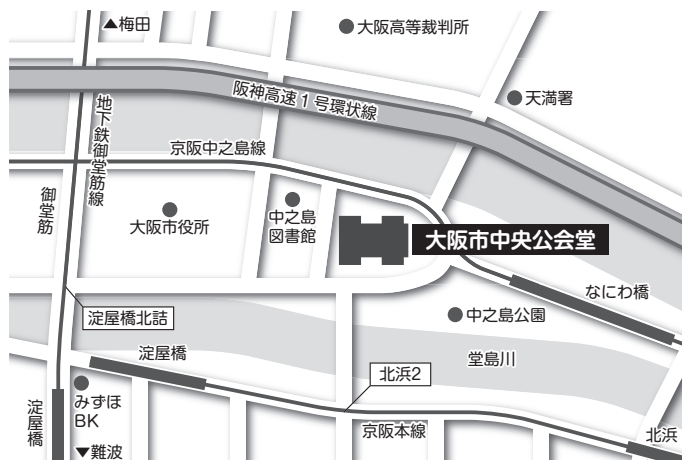 ▲梅田
大阪高等裁判所
天満署
阪神高速1号環状線
地下鉄御堂筋線
京阪中之島線
御堂筋
大阪市役所
中之島
図書館
大阪市中央公会堂
なにわ橋
淀屋橋北詰
中之島公園
淀屋橋
堂島川
北浜2
みずほ
BK
淀屋橋
▼難波
京阪本線
北浜